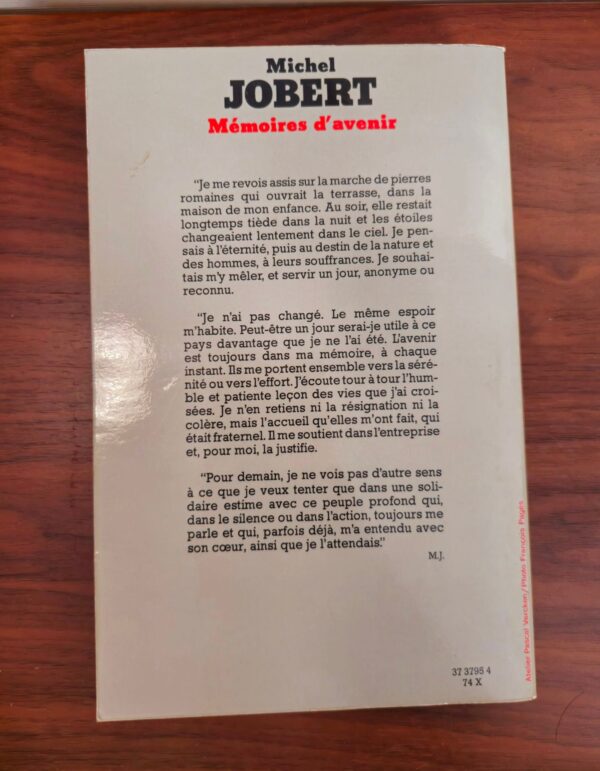 Michel
JOBERT
Mémoires d'avenir
"Je me revois assis sur la marche de pierres
romaines qui ouvrait la terrasse, dans la
maison de mon enfance. Au soir, elle restait
longtemps tiède dans la nuit et les étoiles
changeaient lentement dans le ciel. Je pen-
sais à l'éternité, puis au destin de la nature et
des hommes, à leurs souffrances. Je souhai-
tais m'y mêler, et servir un jour, anonyme ou
reconnu.
"Je n'ai pas changé. Le même espoir
m'habite. Peut-être un jour serai-je utile à ce
pays davantage que je ne l'ai été. L'avenir
est toujours dans ma mémoire, à chaque
instant. Ils me portent ensemble vers la séré-
nité ou vers l'effort. J'écoute tour à tour l'hum-
ble et patiente leçon des vies que j'ai croi-
sées. Je n'en retiens ni la résignation ni la
colère, mais l'accueil qu'elles m'ont fait, qui
était fraternel. Il me soutient dans l'entreprise
et, pour moi, la justifie.
"Pour demain, je ne vois pas d'autre sens
à ce que je veux tenter que dans une soli-
daire estime avec ce peuple profond qui,
dans le silence ou dans l'action, toujours me
parle et qui, parfois déjà, m'a entendu avec
son cœur, ainsi que je l'attendais."
M.J.
37 3795 4
74 X
Atelier Pascal Vercken/Photo François Pagès